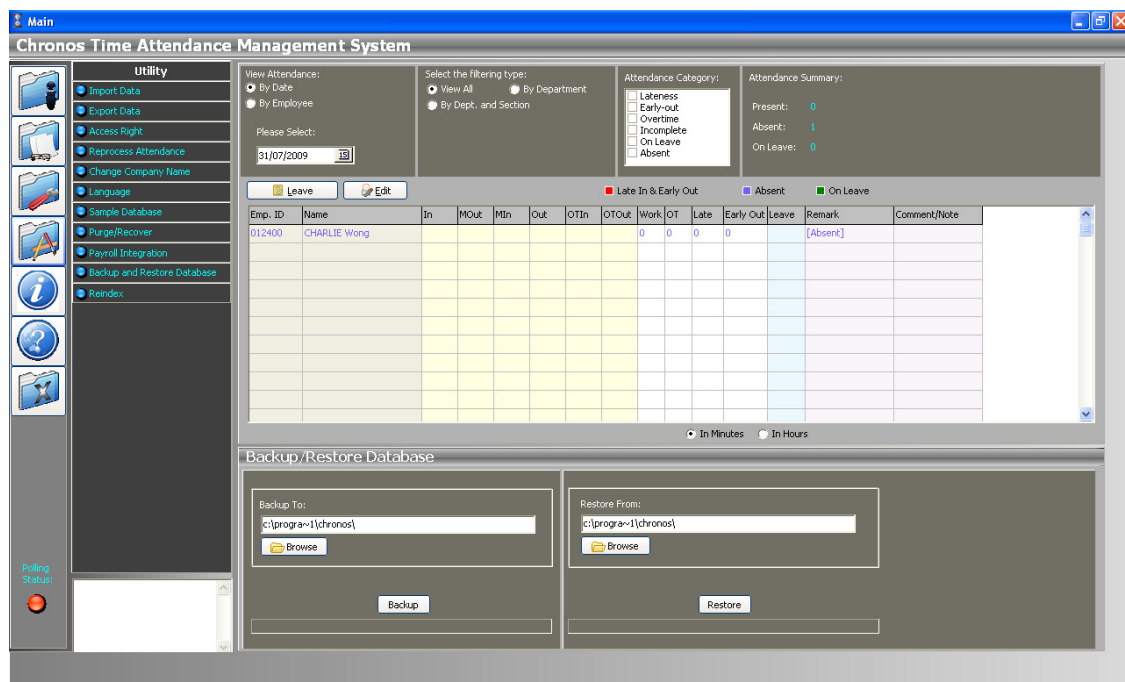 Main
Chronos Time Attendance Management System
Utility
Import Data
Export Data
Access Right
Reprocess Attendance
Change Company Name
Language
Sample Database
Purge/Recover
Payroll Integration
Backup and Restore Database
Reindex
Polling
Status:
View Attendance:
By Date
By Employee
Please Select:
31/07/2009
15
Select the filtering type:
View All By Department
By Dept. and Section
Attendance Category:
Lateness
Early-out
Overtime
Incomplete
On Leave
Absent
Attendance Summary:
Present: 0
Absent: 1
On Leave: 0
Leave Edit
Late In & Early Out Absent On Leave
Emp. ID Name In MOut MIn Out OTIn OTOut Work OT Late Early Out Leave Remark Comment/Note
012400 CHARLIE Wong 0 0 0 0 [Absent]
In Minutes In Hours
Backup/Restore Database
Backup To:
c:\progra~1\chronos\
Browse
Backup
Restore From:
c:\progra~1\chronos\
Browse
Restore